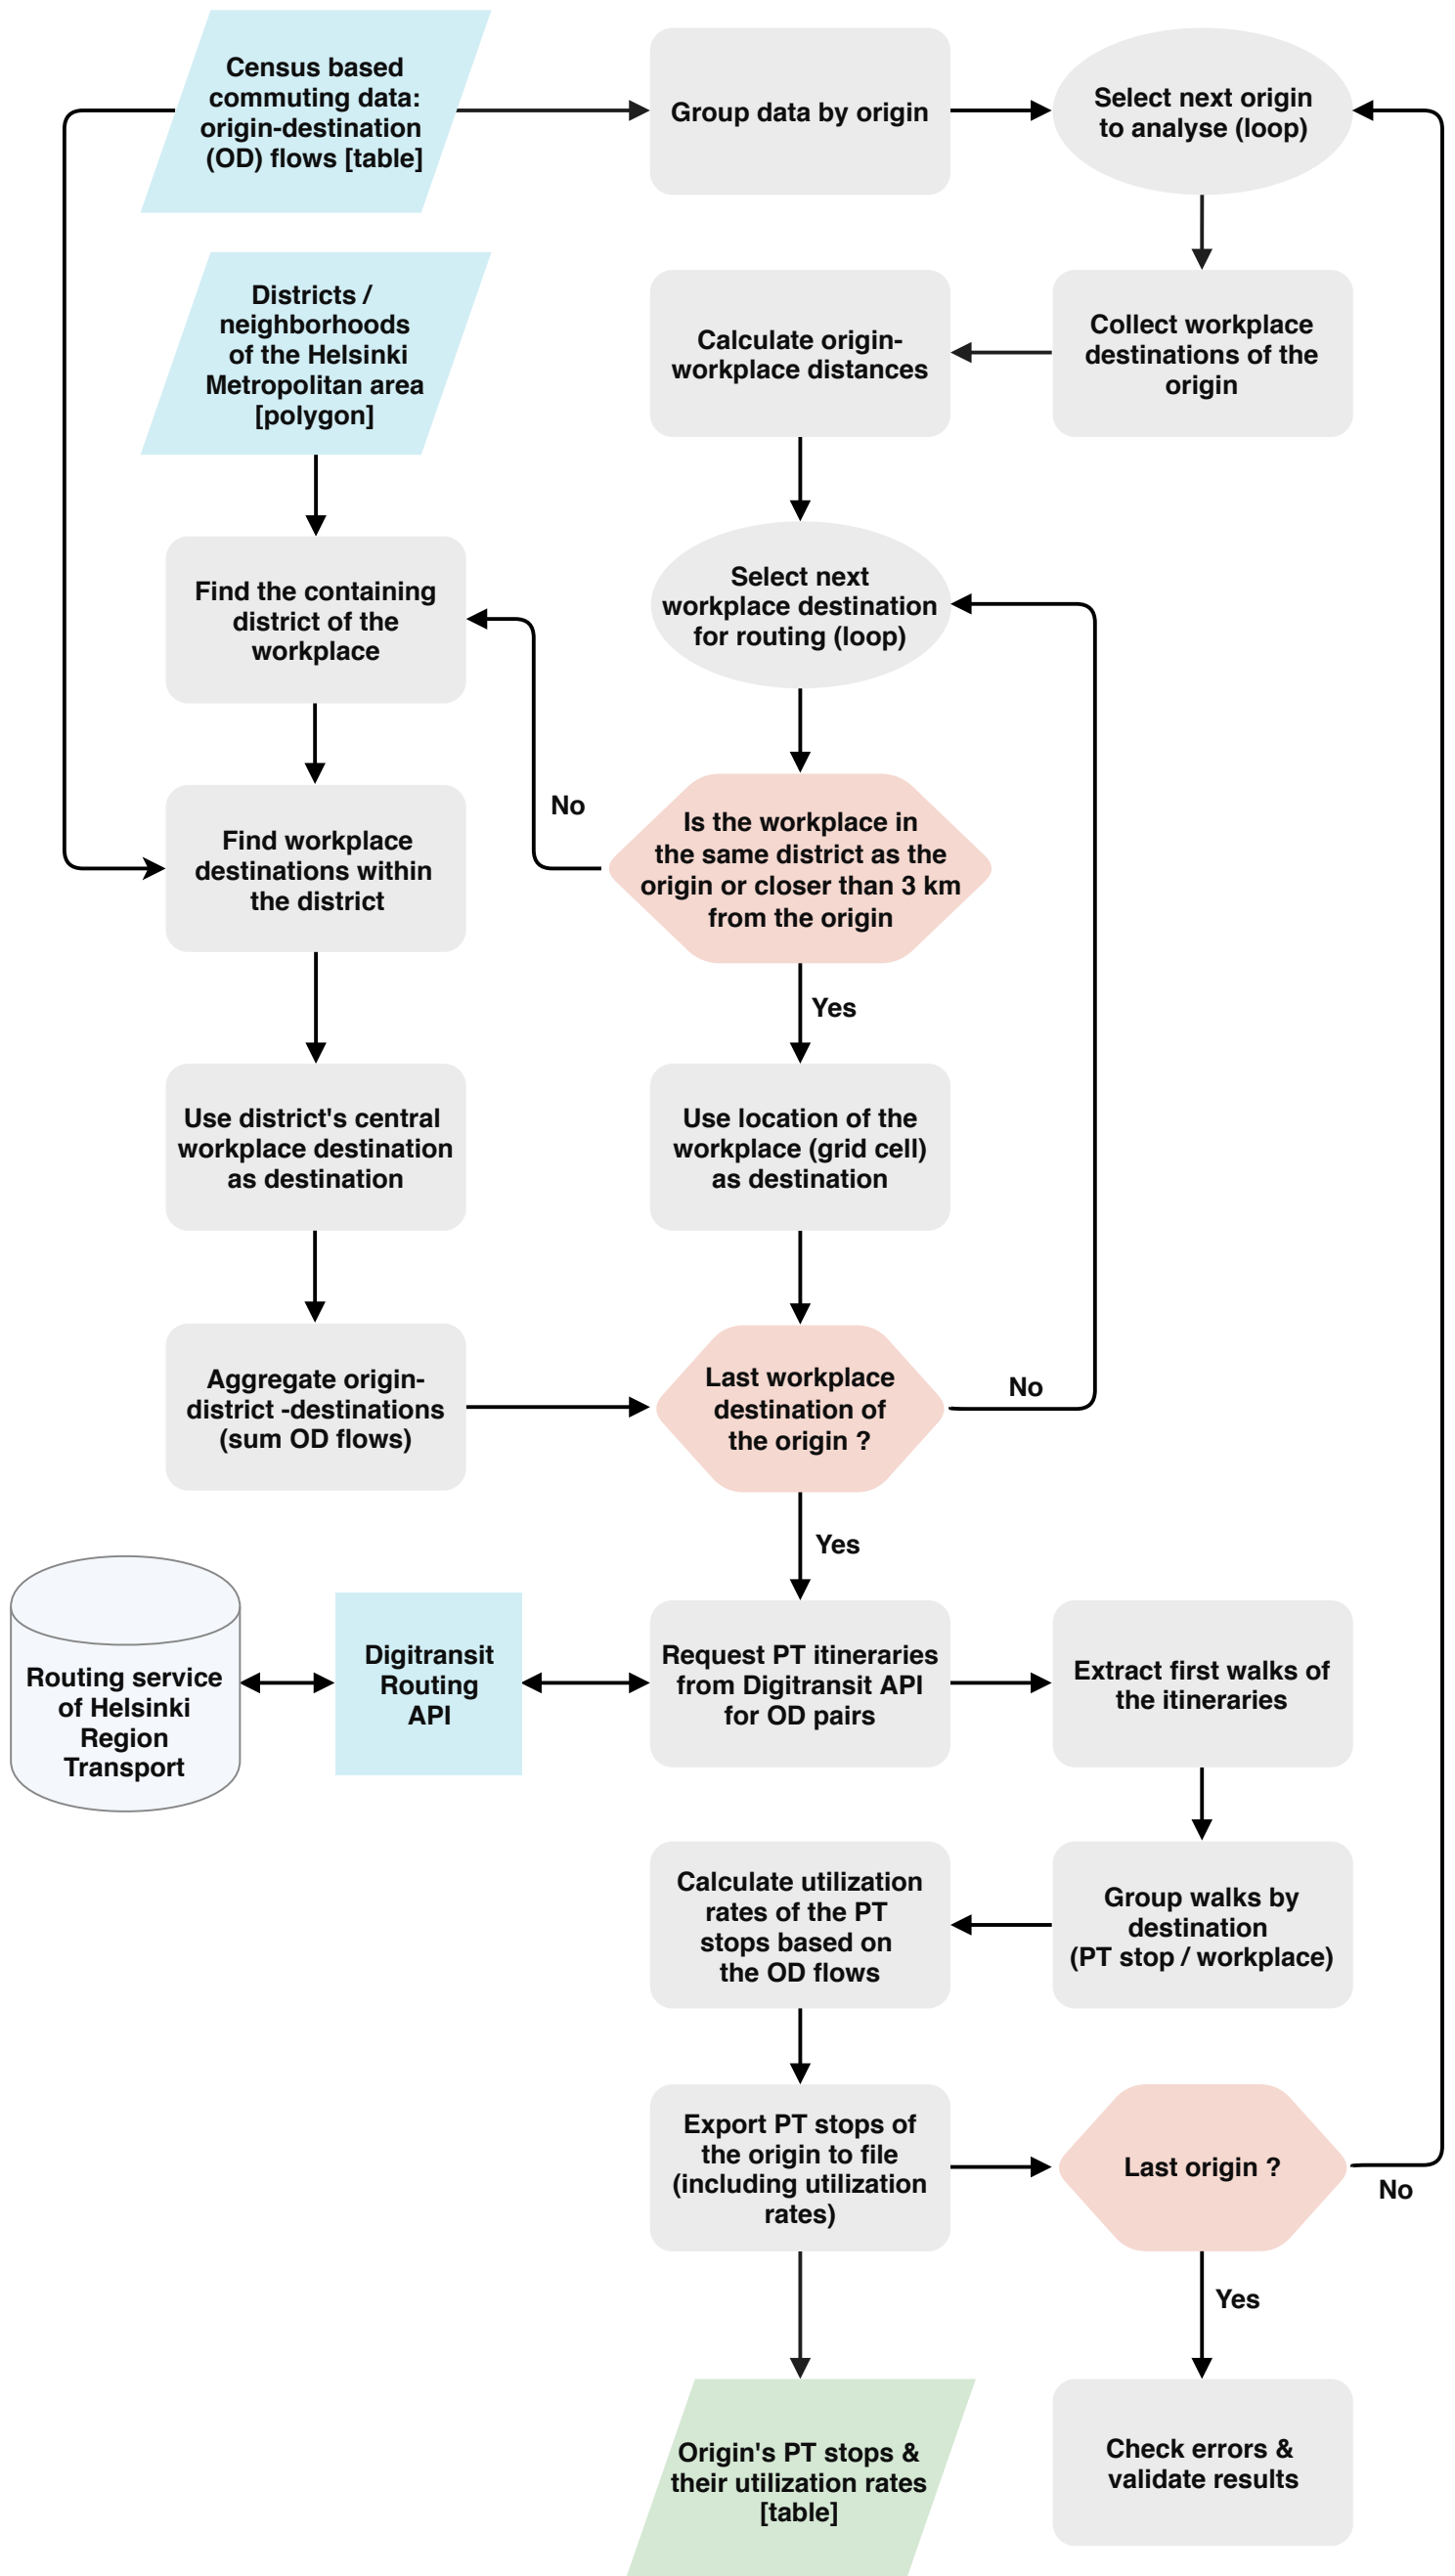 Census based
commuting data:
origin-destination
(OD) flows [table]
Group data by origin
Select next origin
to analyse (loop)
Districts /
neighborhoods
of the Helsinki
Metropolitan area
[polygon]
Calculate origin-
workplace distances
Collect workplace
destinations of the
origin
Find the containing
district of the
workplace
Select next
workplace destination
for routing (loop)
No
Find workplace
destinations within
the district
Is the workplace in
the same district as the
origin or closer than 3 km
from the origin
Yes
Use district's central
workplace destination
as destination
Use location of the
workplace (grid cell)
as destination
Aggregate origin-
district -destinations
(sum OD flows)
Last workplace
destination of
the origin ?
No
Yes
Routing service
of Helsinki
Region
Transport
Digitransit
Routing
API
Request PT itineraries
from Digitransit API
for OD pairs
Extract first walks of
the itineraries
Calculate utilization
rates of the PT
stops based on
the OD flows
Group walks by
destination
(PT stop / workplace)
Export PT stops of
the origin to file
(including utilization
rates)
Last origin ?
No
Yes
Origin's PT stops &
their utilization rates
[table]
Check errors &
validate results